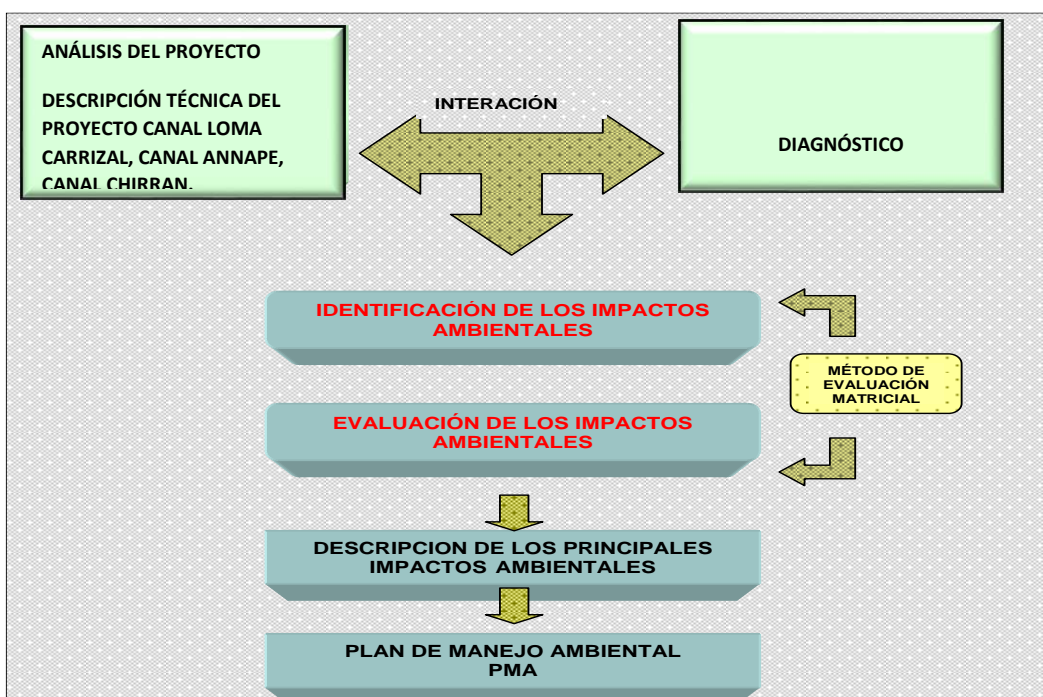 ANÁLISIS DEL PROYECTO
DESCRIPCIÓN TÉCNICA DEL
PROYECTO CANAL LOMA
CARRIZAL, CANAL ANNAPE,
CANAL CHIRRAN.
INTERACIÓN
DIAGNÓSTICO
IDENTIFICACIÓN DE LOS IMPACTOS
AMBIENTALES
MÉTODO DE
EVALUACIÓN
MATRICIAL
EVALUACIÓN DE LOS IMPACTOS
AMBIENTALES
DESCRIPCION DE LOS PRINCIPALES
IMPACTOS AMBIENTALES
PLAN DE MANEJO AMBIENTAL
PMA